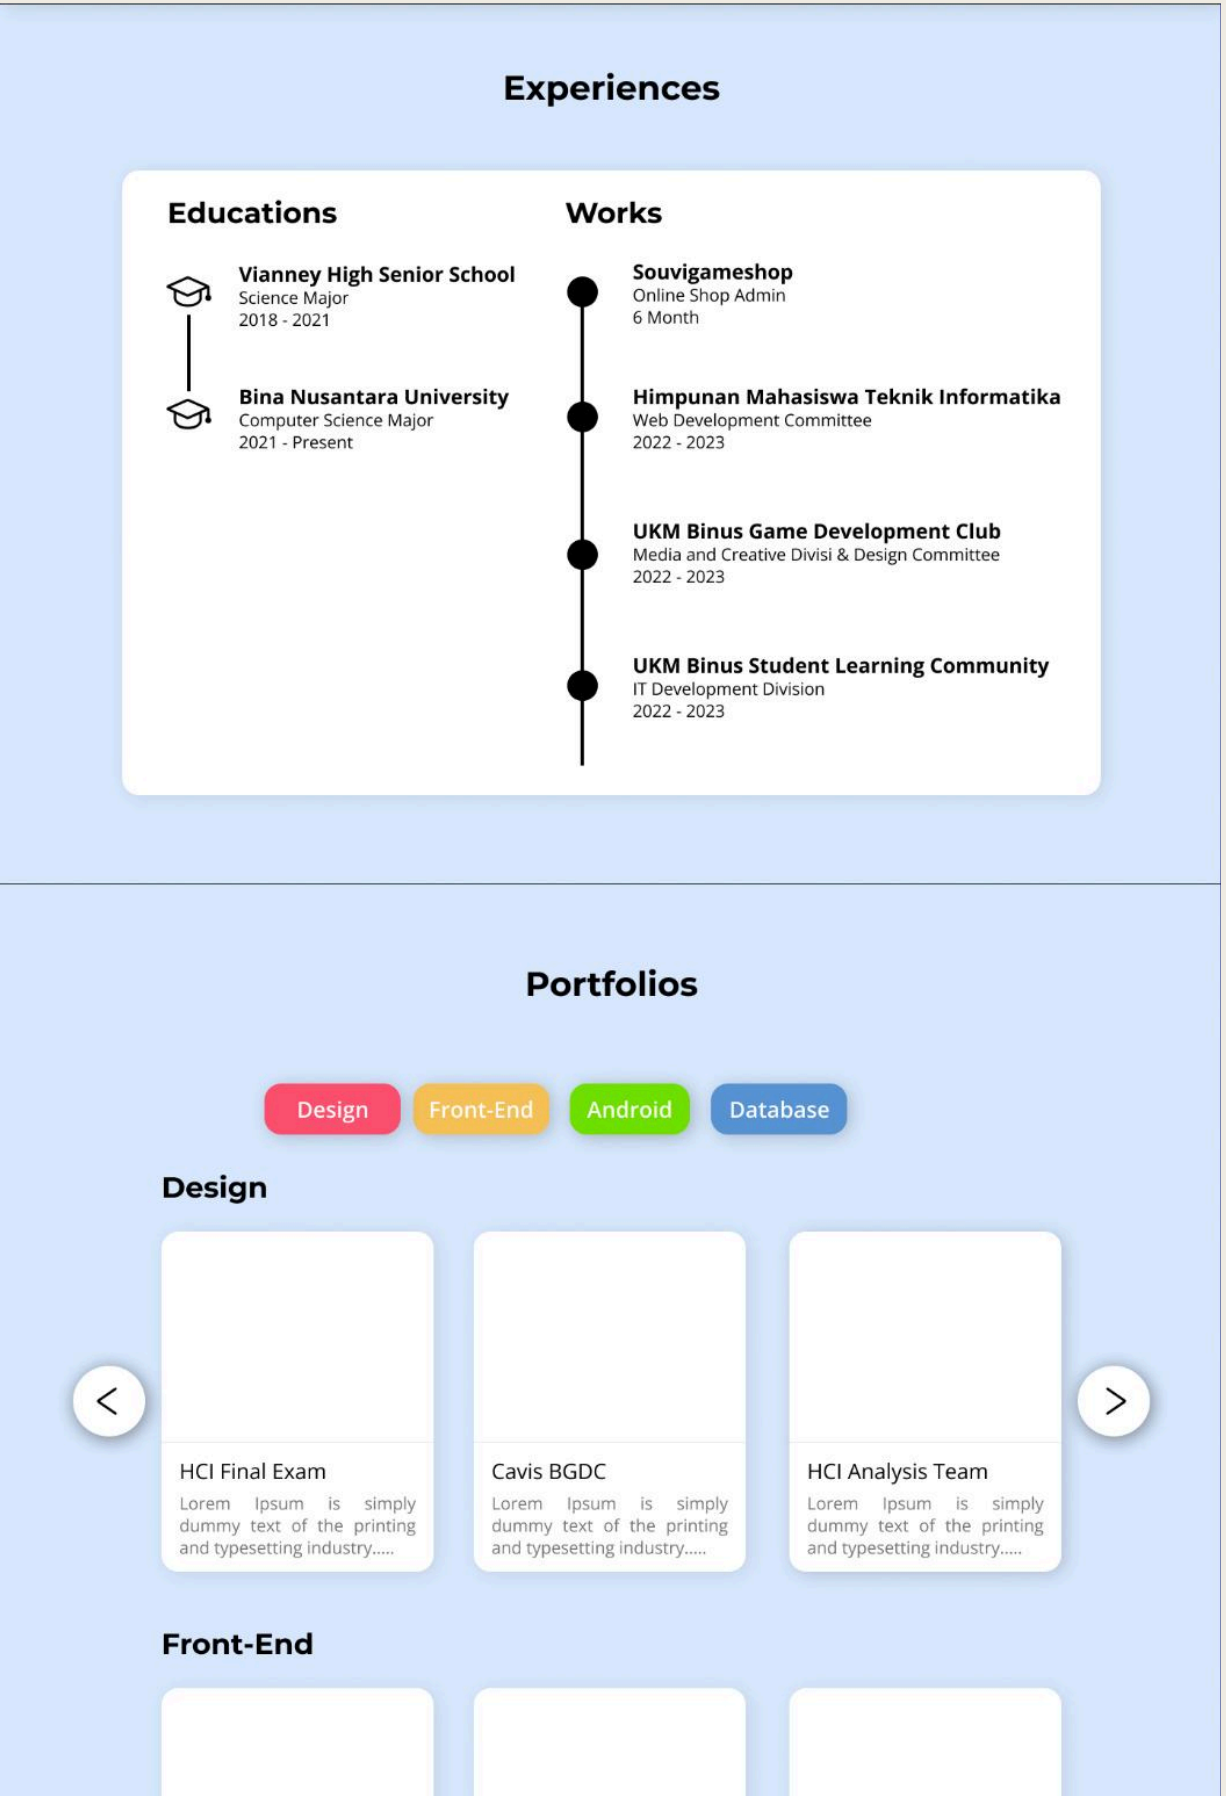 Experiences
Educations
Vianney High Senior School
Science Major
2018 - 2021
Bina Nusantara University
Computer Science Major
2021 - Present
Works
Souvigameshop
Online Shop Admin
6 Month
Himpunan Mahasiswa Teknik Informatika
Web Development Committee
2022 - 2023
UKM Binus Game Development Club
Media and Creative Divisi & Design Committee
2022 - 2023
UKM Binus Student Learning Community
IT Development Division
2022 - 2023
Portfolios
Design Front-End Android Database
Design
HCI Final Exam
Lorem Ipsum is simply
dummy text of the printing
and typesetting industry.....
Cavis BGDC
Lorem Ipsum is simply
dummy text of the printing
and typesetting industry.....
HCI Analysis Team
Lorem Ipsum is simply
dummy text of the printing
and typesetting industry.....
Front-End